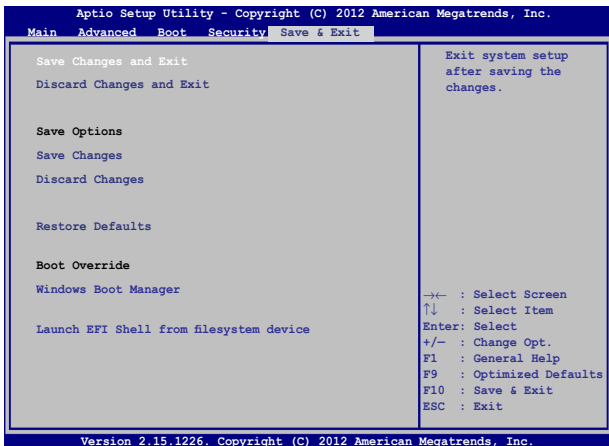 Aptio Setup Utility - Copyright (C) 2012 American Megatrends, Inc.
Main Advanced Boot Security Save & Exit
Save Changes and Exit
Discard Changes and Exit
Save Options
Save Changes
Discard Changes
Restore Defaults
Boot Override
Windows Boot Manager
Launch EFI Shell from filesystem device
Exit system setup
after saving the
changes.
→← : Select Screen
↑↓ : Select Item
Enter: Select
+/— : Change Opt.
F1 : General Help
F9 : Optimized Defaults
F10 : Save & Exit
ESC : Exit
Version 2.15.1226. Copyright (C) 2012 American Megatrends, Inc.